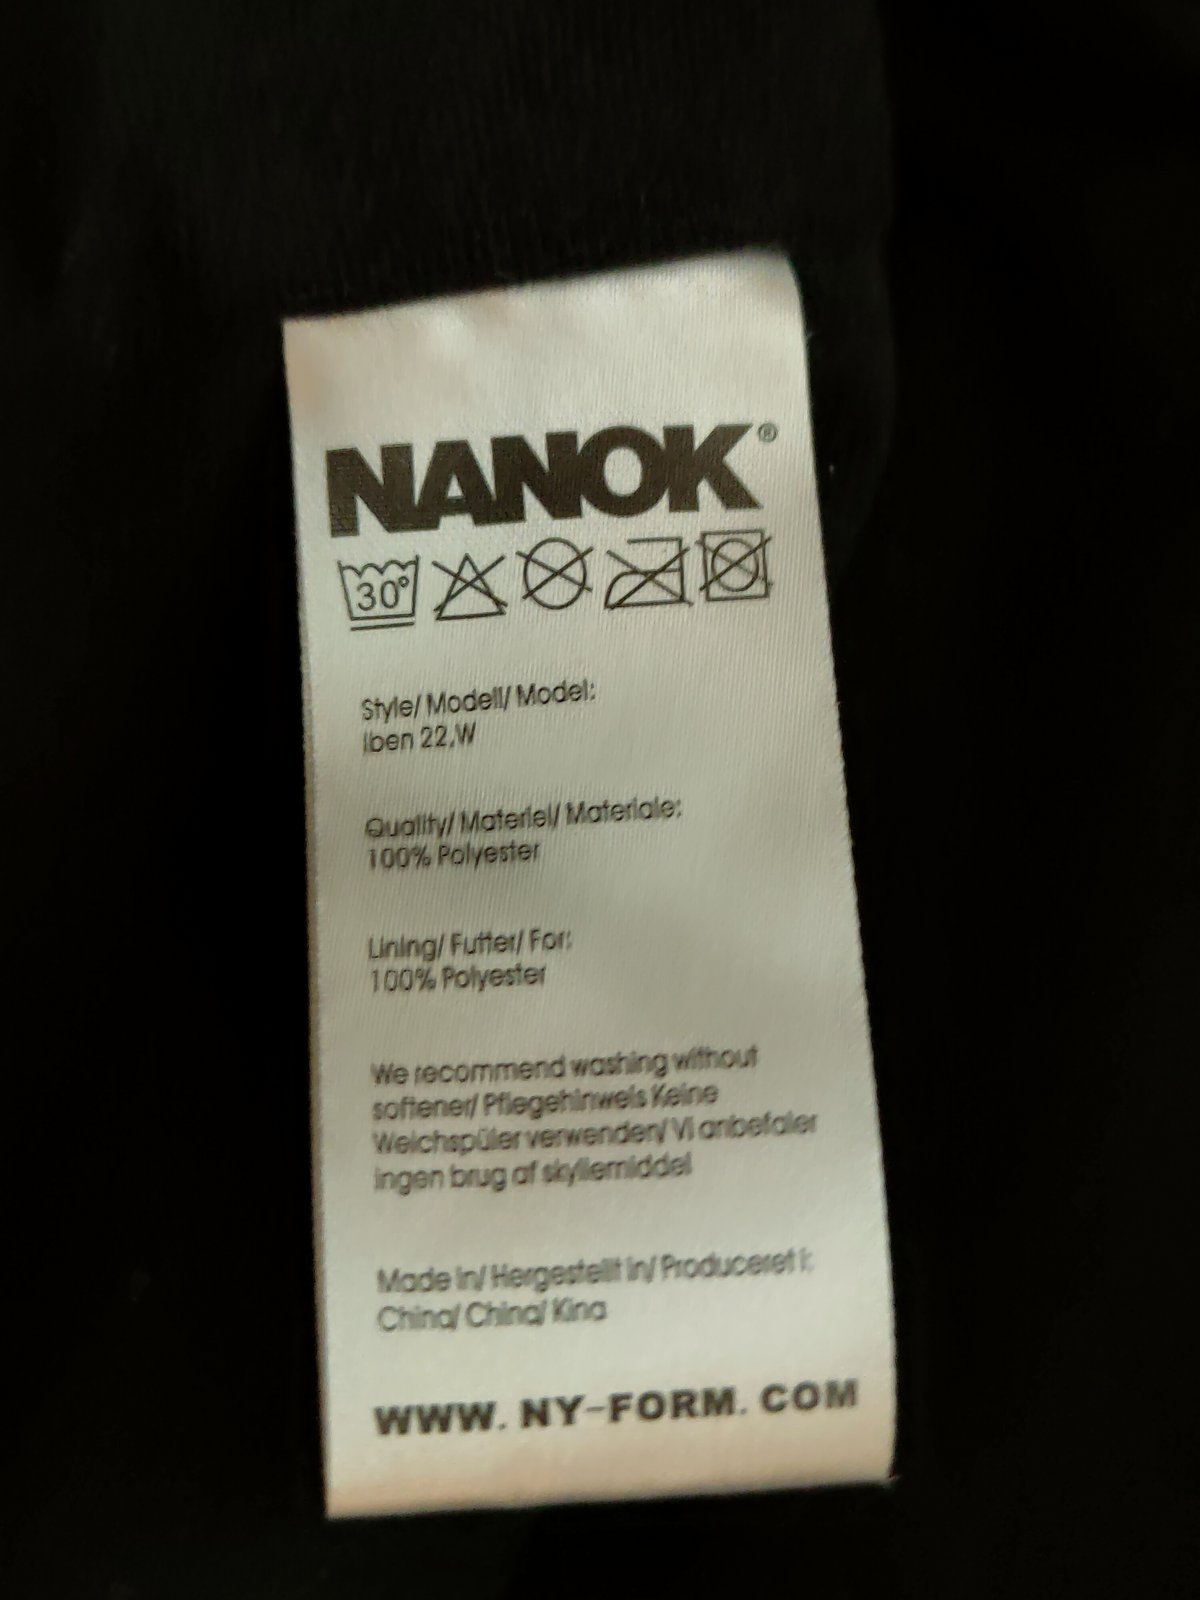 NANOK®
30°
Style/ Modell/ Model:
Iben 22,W
Quality/ Materiel/ Materiale:
100% Polyester
Lining/ Futter/ For:
100% Polyester
We recommend washing without
softener/ Pflegehinweis Keine
Weichspüler verwenden/ Vi anbefaler
ingen brug af skyllemiddel
Made in/ Hergestellt in/ Produceret i:
China/ China/ Kina
WWW. NY-FORM. COM